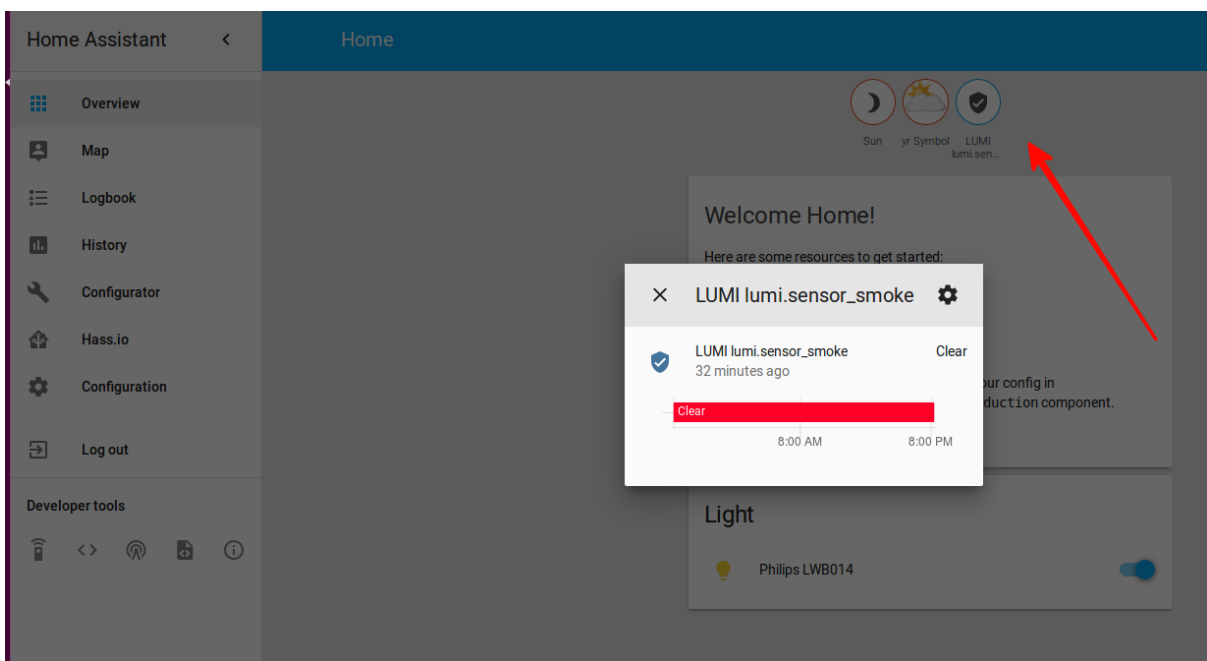 Home Assistant
Home
Overview
Map
Logbook
History
Configurator
Hass.io
Configuration
Log out
Developer tools
Sun
yr Symbol
LUMI
lumi.sen...
Welcome Home!
Here are some resources to get started:
LUMI lumi.sensor_smoke
LUMI lumi.sensor_smoke Clear
32 minutes ago
Clear
8:00 AM 8:00 PM
config in
component.
Light
Philips LWB014